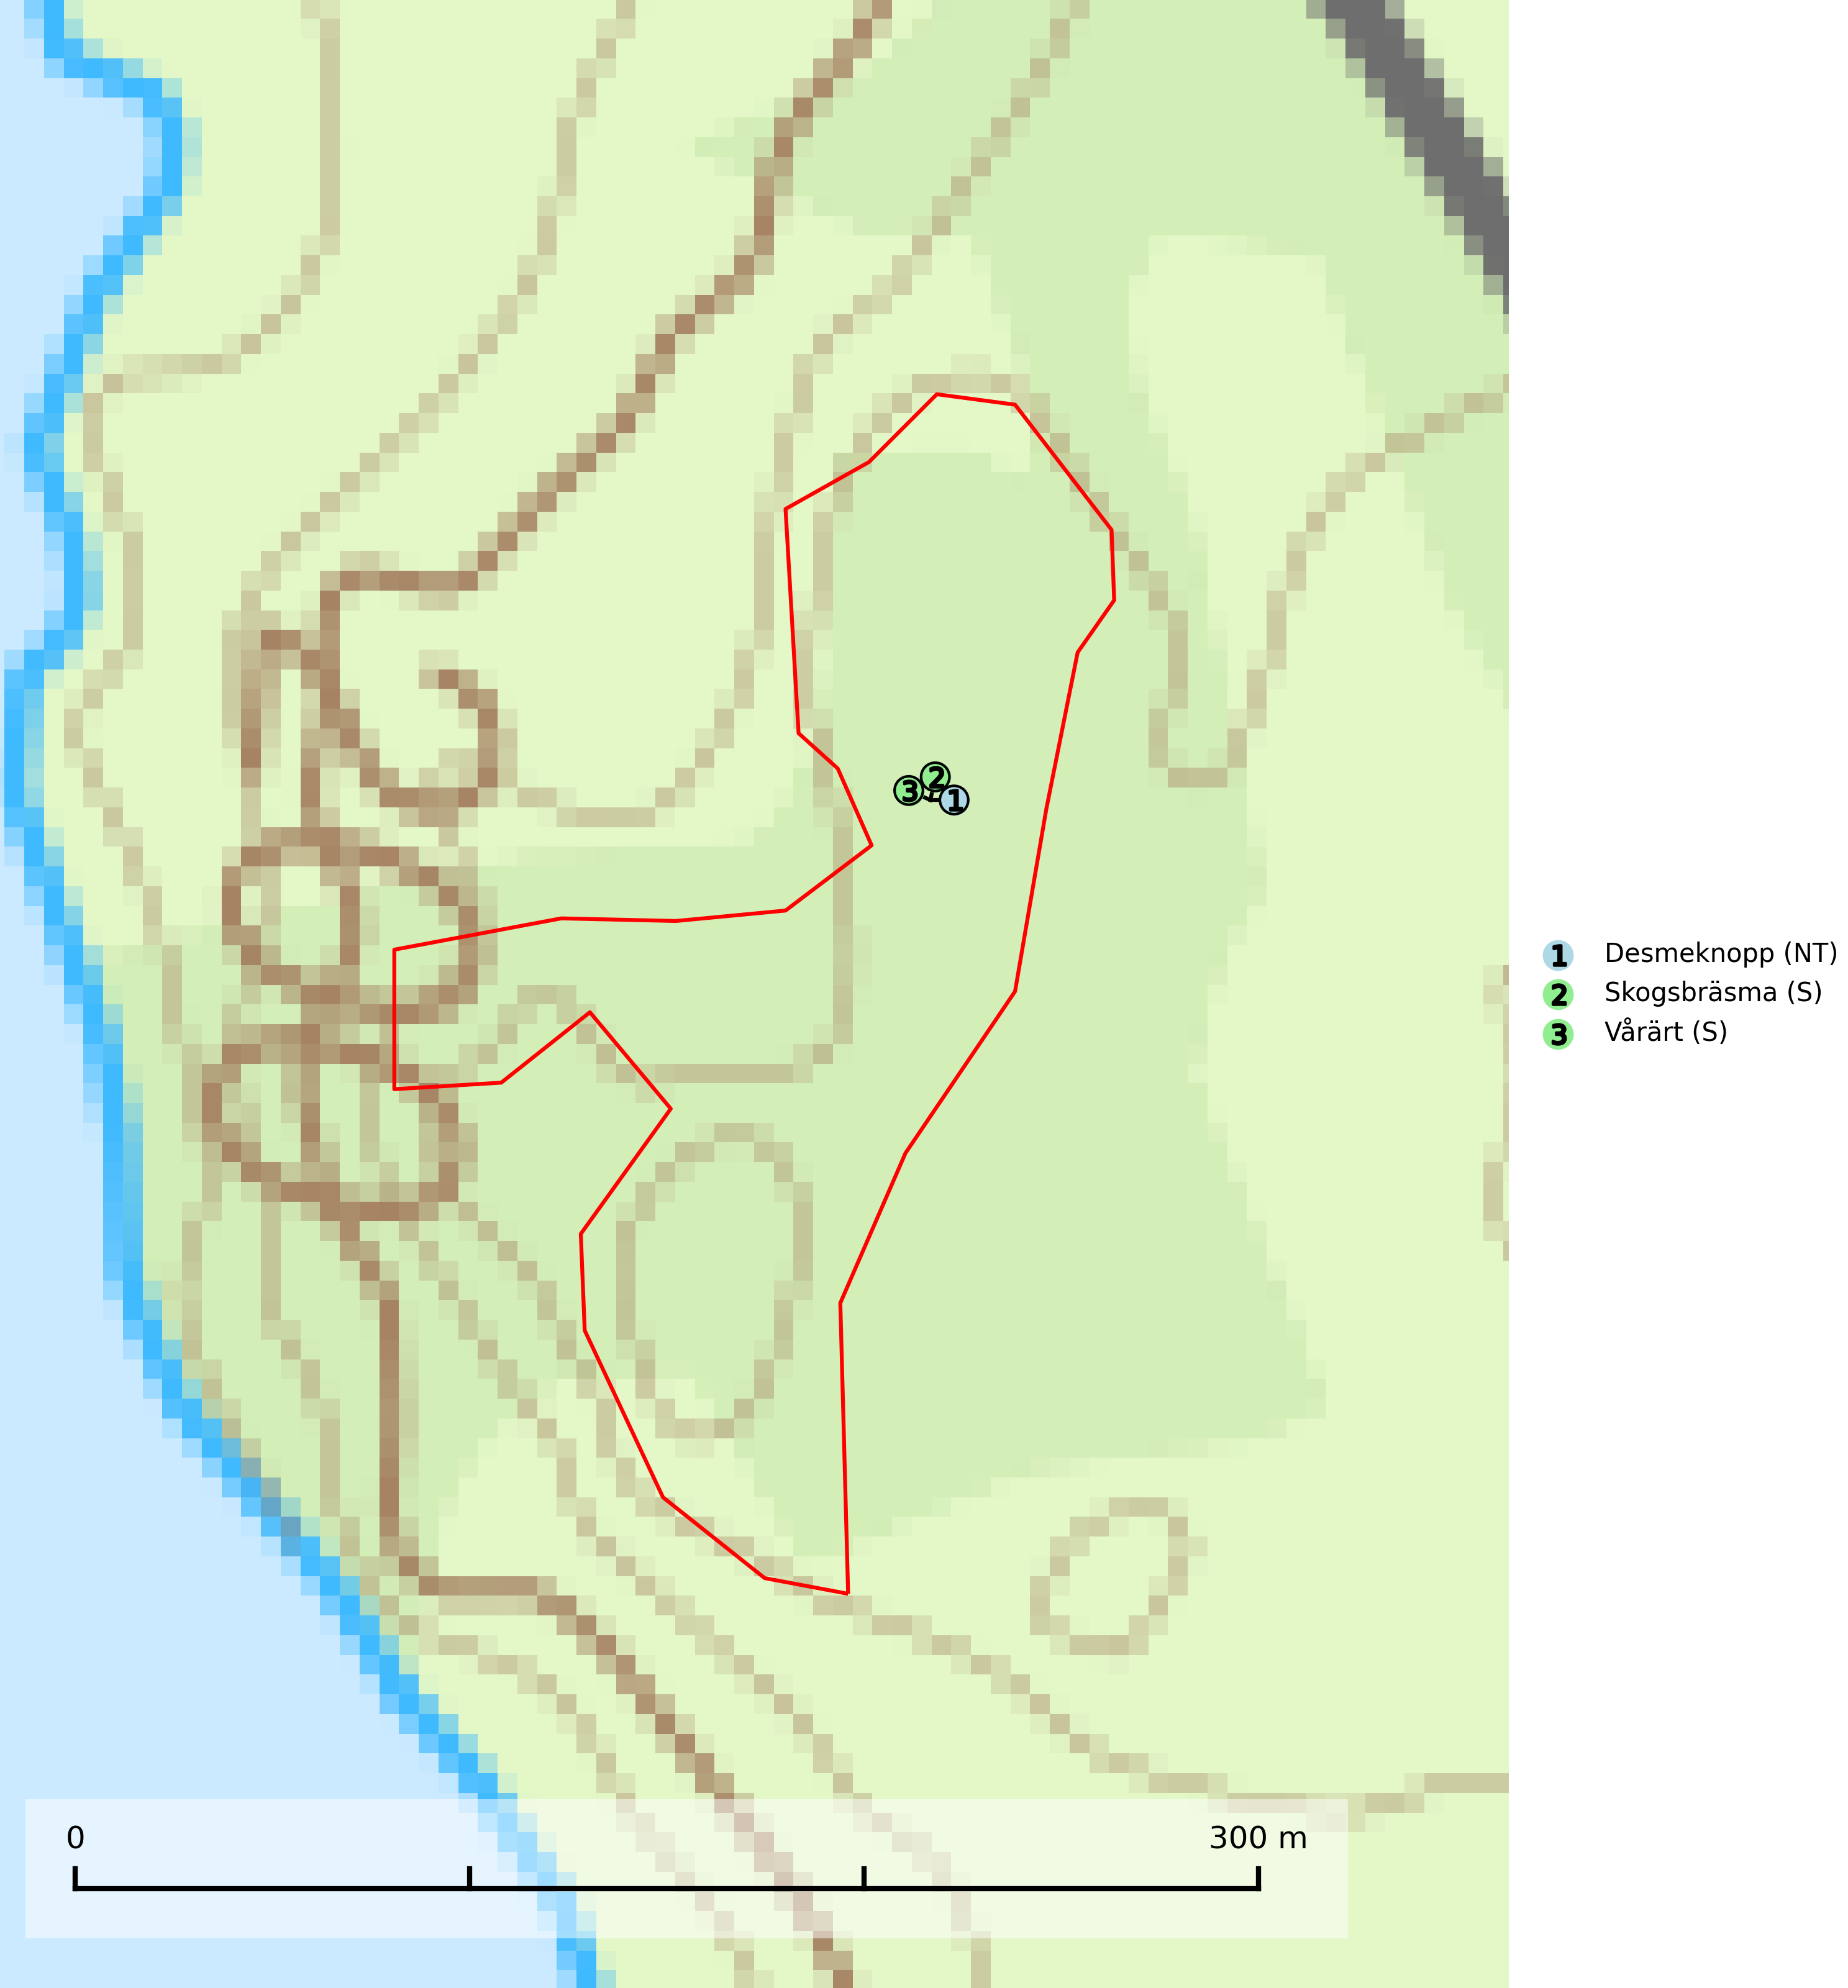 2
3
1
1 Desmeknopp (NT)
2 Skogsbräsma (S)
3 Vårärt (S)
0 300 m